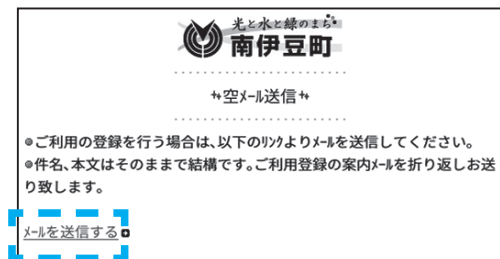 光と水と緑のまち
南伊豆町
空メール送信
●ご利用の登録を行う場合は、以下のリンクよりメールを送信してください。
●件名、本文はそのままで結構です。ご利用登録の案内メールを折り返しお送
り致します。
メールを送信する